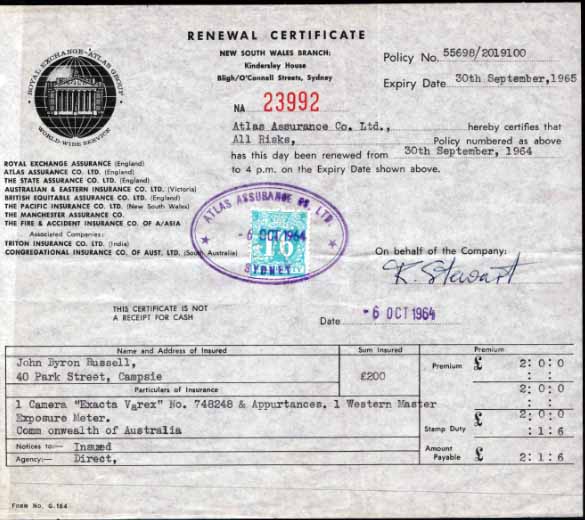 RENEWAL CERTIFICATE
ROYAL EXCHANGE-ATLAS GROUP
WORLD-WIDE SERVICE
NEW SOUTH WALES BRANCH:
Kindersley House
Bligh/O'Connell Streets, Sydney
Policy No. 55698/2019100
Expiry Date 30th September, 1965
NA 23992
Atlas Assurance Co. Ltd., hereby certifies that
All Risks, Policy numbered as above
has this day been renewed from 30th September, 1964
to 4 p.m. on the Expiry Date shown above.
ROYAL EXCHANGE ASSURANCE (England)
ATLAS ASSURANCE CO. LTD. (England)
THE STATE ASSURANCE CO. LTD. (England)
AUSTRALIAN & EASTERN INSURANCE CO. LTD. (Victoria)
BRITISH EQUITABLE ASSURANCE CO. LTD. (England)
THE PACIFIC INSURANCE CO. LTD. (New South Wales)
THE MANCHESTER ASSURANCE CO.
THE FIRE & ACCIDENT INSURANCE CO. OF A/ASIA
Associated Companies:
TRITON INSURANCE CO. LTD. (India)
CONGREGATIONAL INSURANCE CO. OF AUST. LTD. (South Australia)
ATLAS ASSURANCE CO. LTD.
- 6 OCT 1964
1/6
SYDNEY
On behalf of the Company:
K. Stewart
THIS CERTIFICATE IS NOT
A RECEIPT FOR CASH
Date - 6 OCT 1964
Name and Address of Insured Sum Insured Premium
John Byron Russell, Premium £ 2: 0: 0
40 Park Street, Campsie £200 : :
Particulars of Insurance 2: 0: 0
: :
1 Camera "Exacta Varex" No. 748248 & Appurtances. 1 Western Master
Exposure Meter. £ 2: 0: 0
Comm onwealth of Australia Stamp Duty : 1: 6
Notices to:— Insured
Agency:— Direct,
Amount Payable £ 2: 1: 6
FORM NO. G.164